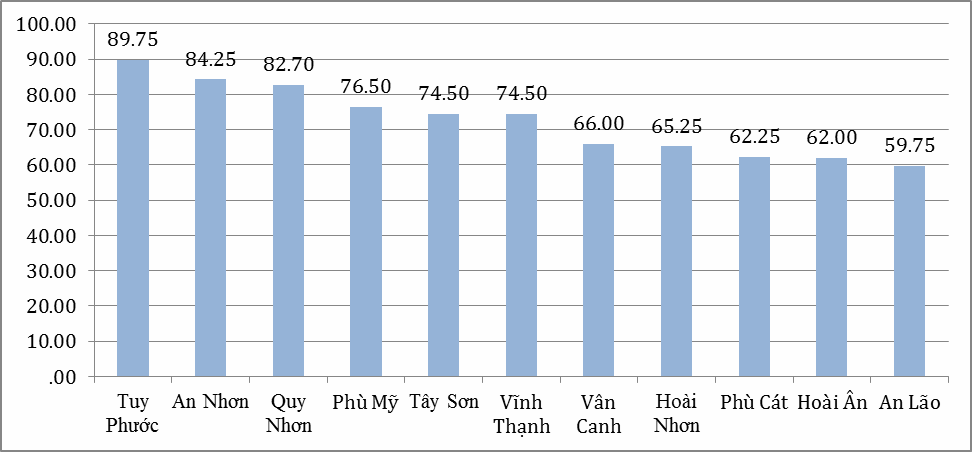 100.00
90.00
80.00
70.00
60.00
50.00
40.00
30.00
20.00
10.00
.00
89.75
84.25
82.70
76.50
74.50
74.50
66.00
65.25
62.25
62.00
59.75
Tuy
Phước
An Nhơn
Quy
Nhơn
Phù Mỹ
Tây Sơn
Vĩnh
Thạnh
Vân
Canh
Hoài
Nhơn
Phù Cát
Hoài Ân
An Lão